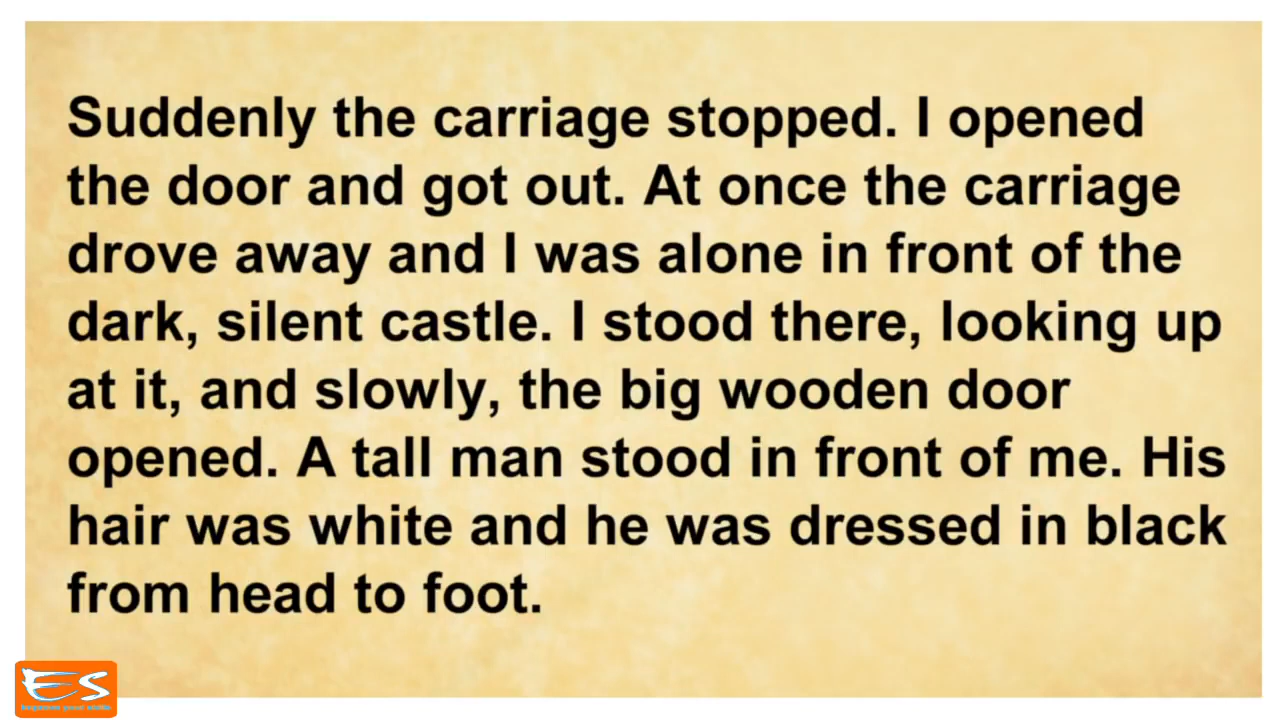 Suddenly the carriage stopped. I opened
the door and got out. At once the carriage
drove away and I was alone in front of the
dark, silent castle. I stood there, looking up
at it, and slowly, the big wooden door
opened. A tall man stood in front of me. His
hair was white and he was dressed in black
from head to foot.
ES